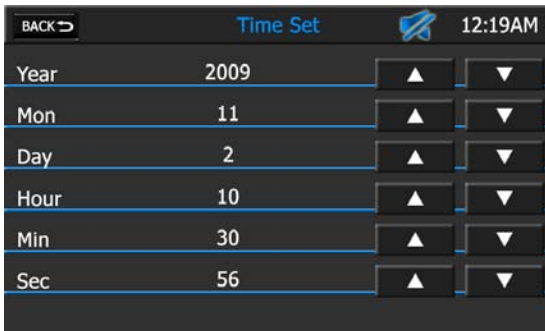 BACK Time Set 12:19AM
Year 2009
Mon 11
Day 2
Hour 10
Min 30
Sec 56